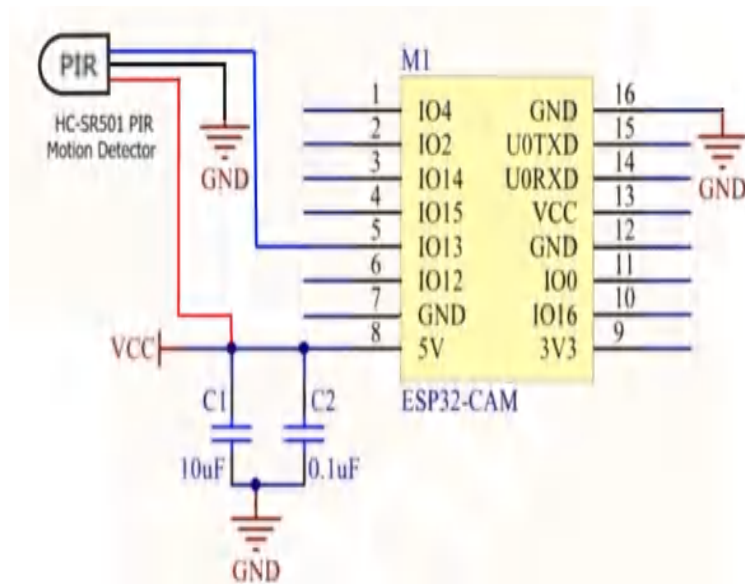 PIR
HC-SR501 PIR
Motion Detector
GND
M1
1 IO4 GND 16
2 IO2 U0TXD 15
3 IO14 U0RXD 14
4 IO15 VCC 13
5 IO13 GND 12
6 IO12 IO0 11
7 GND IO16 10
8 5V 3V3 9
GND
VCC
ESP32-CAM
C1
10uF
C2
0.1uF
GND